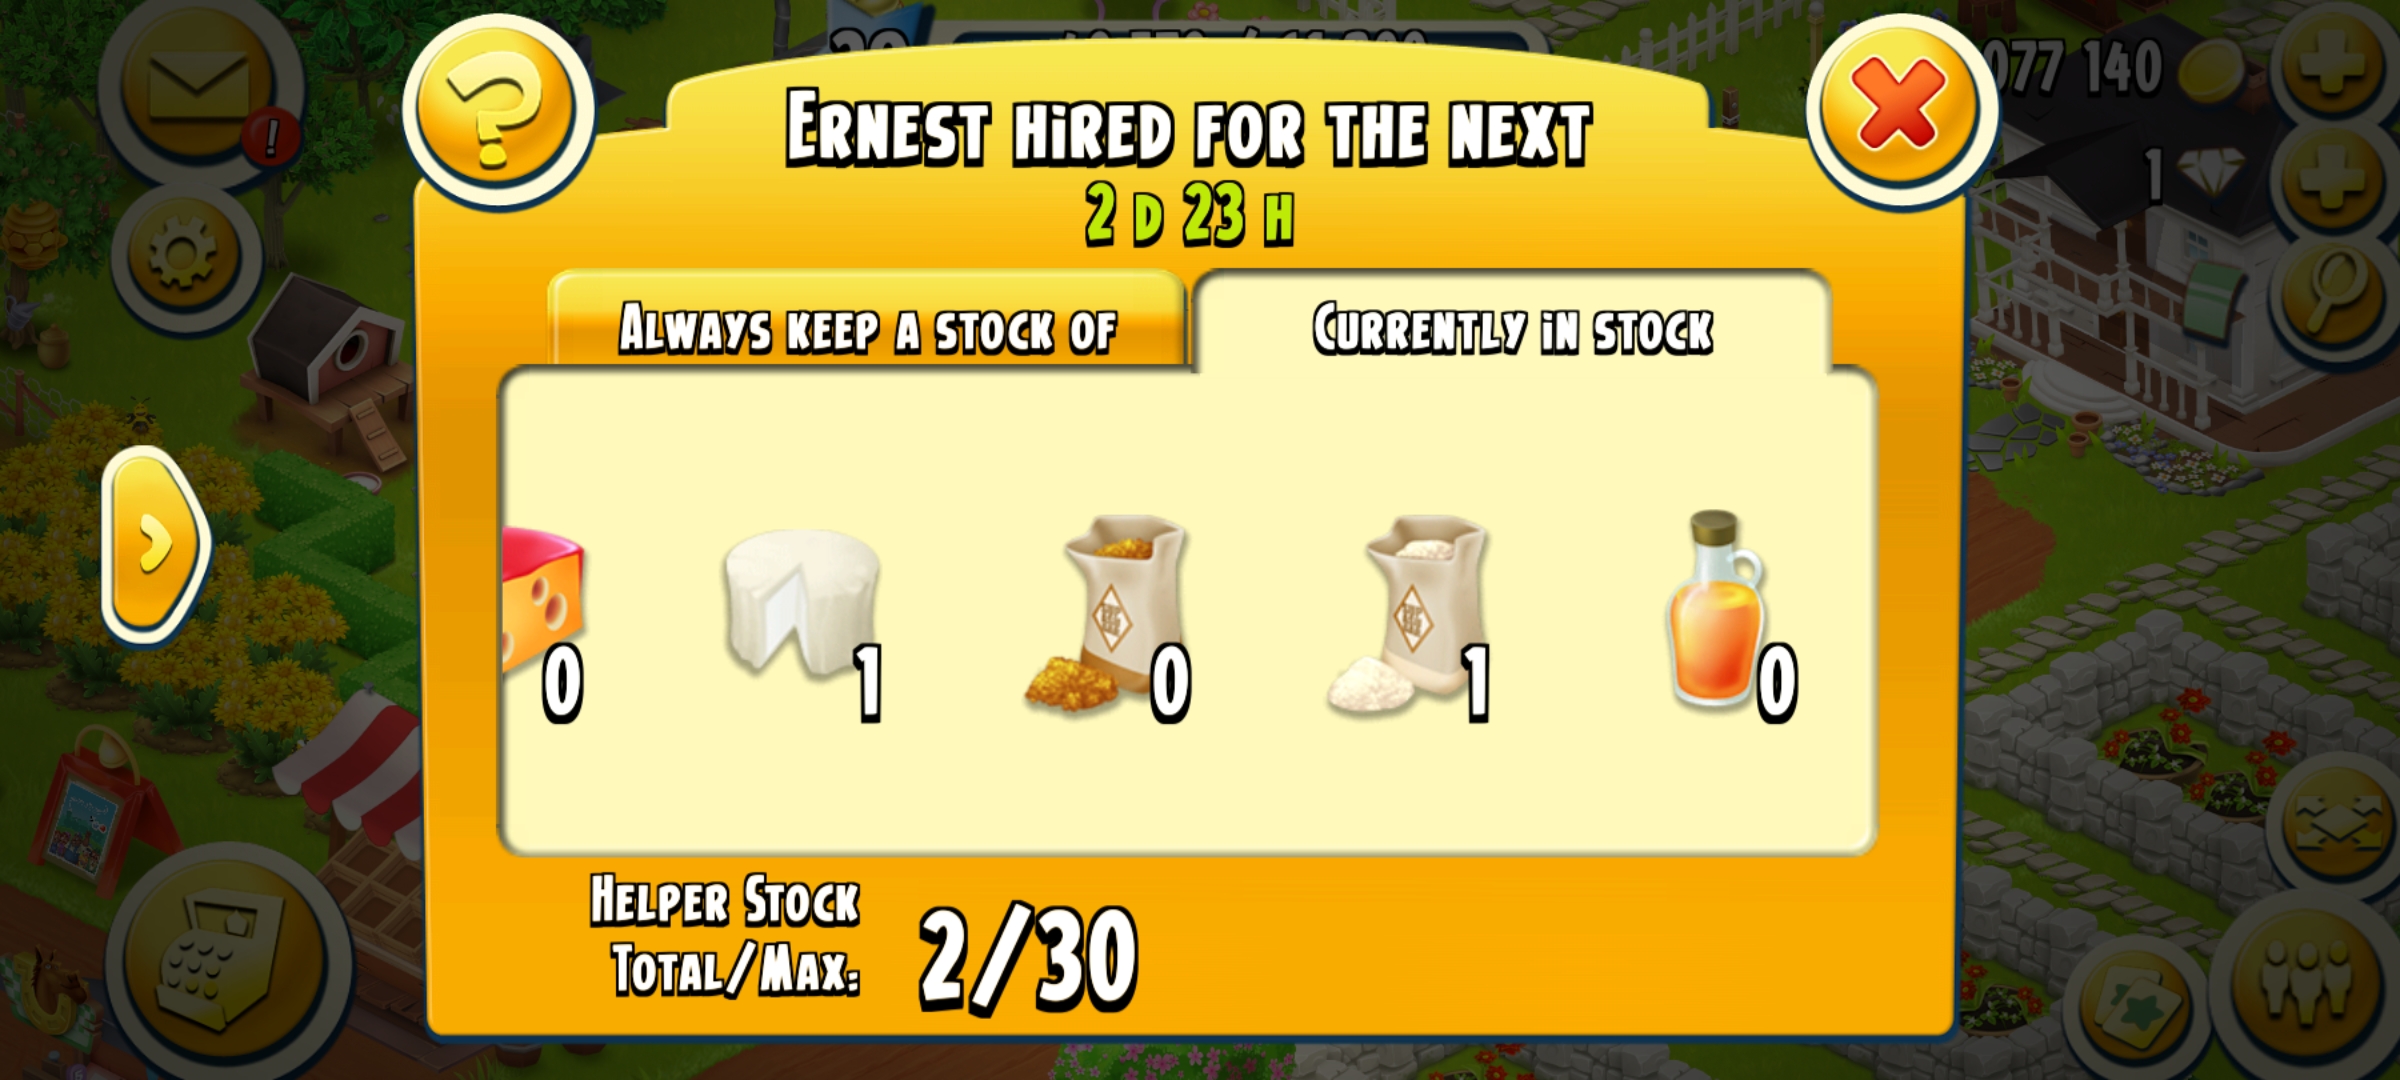 077 140
1
ERNEST HIRED FOR THE NEXT
2 D 23 H
ALWAYS KEEP A STOCK OF
CURRENTLY IN STOCK
0
1
0
1
0
HELPER STOCK
TOTAL/MAX:
2/30